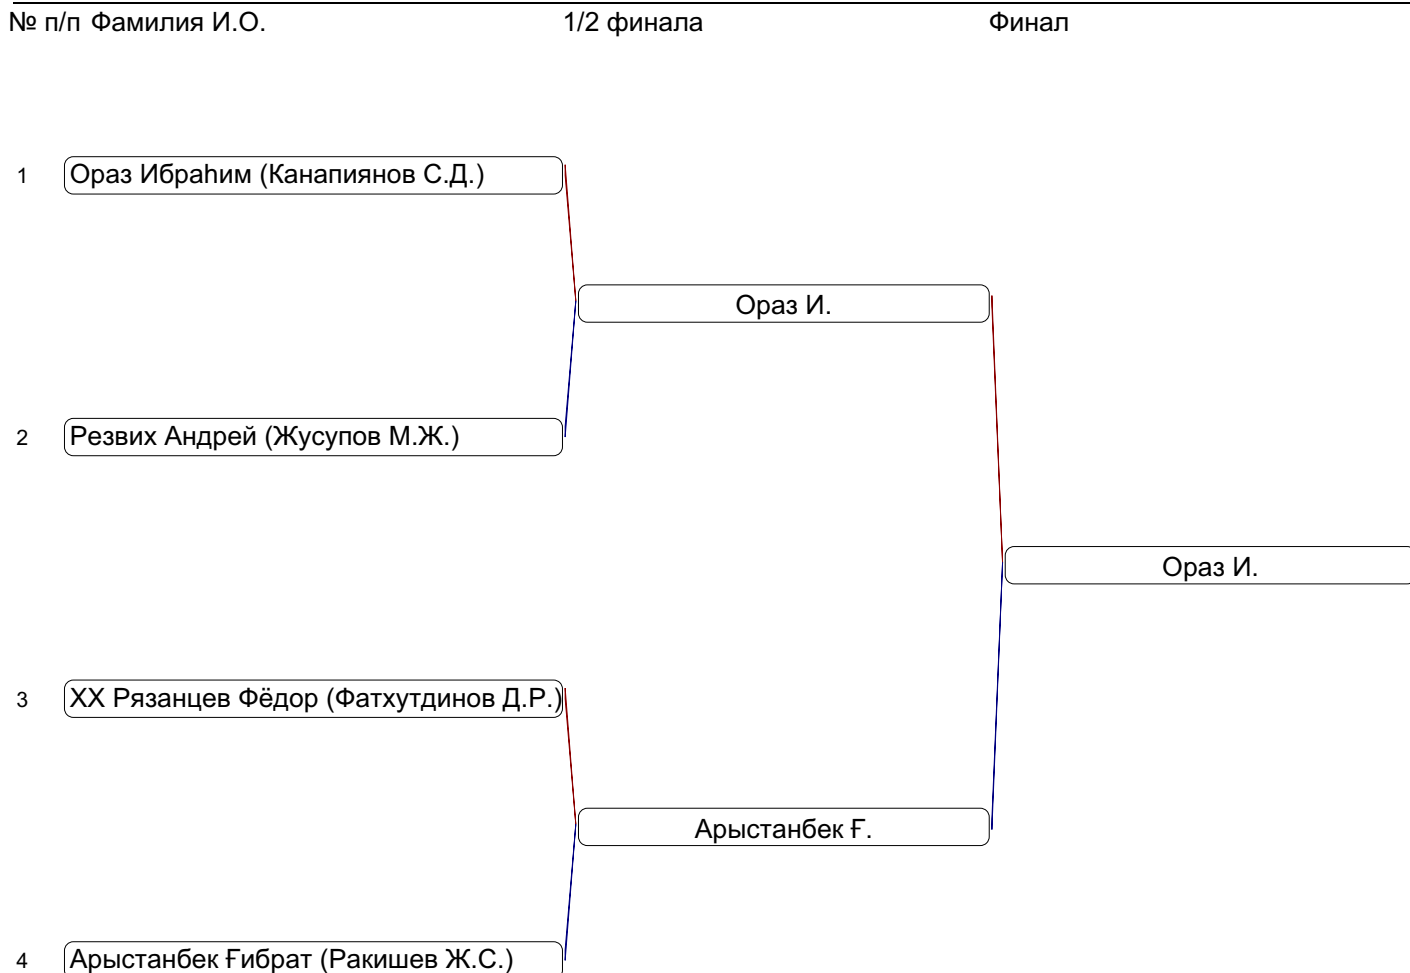 № п/п Фамилия И.О. 1/2 финала Финал
1 Ораз Ибраһим (Канапиянов С.Д.)
Ораз И.
2 Резвих Андрей (Жусупов М.Ж.)
Ораз И.
3 ХХ Рязанцев Фёдор (Фатхутдинов Д.Р.)
Арыстанбек Ғ.
4 Арыстанбек Ғибрат (Ракишев Ж.С.)